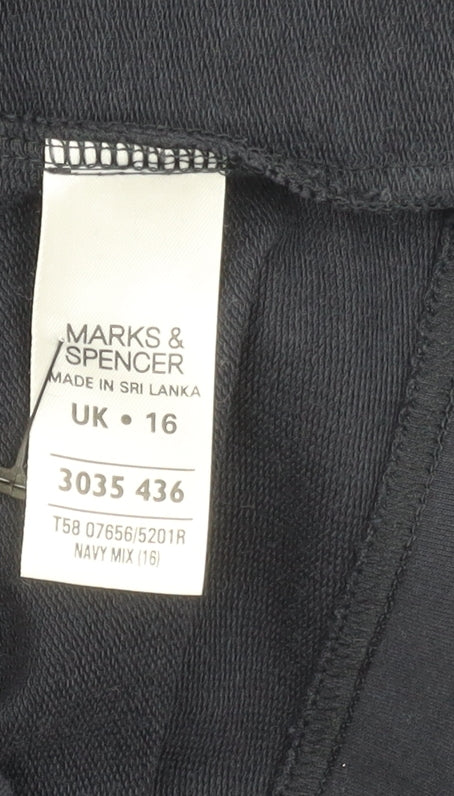 MARKS &
SPENCER
MADE IN SRI LANKA
UK • 16
3035 436
T58 07656/5201R
NAVY MIX (16)